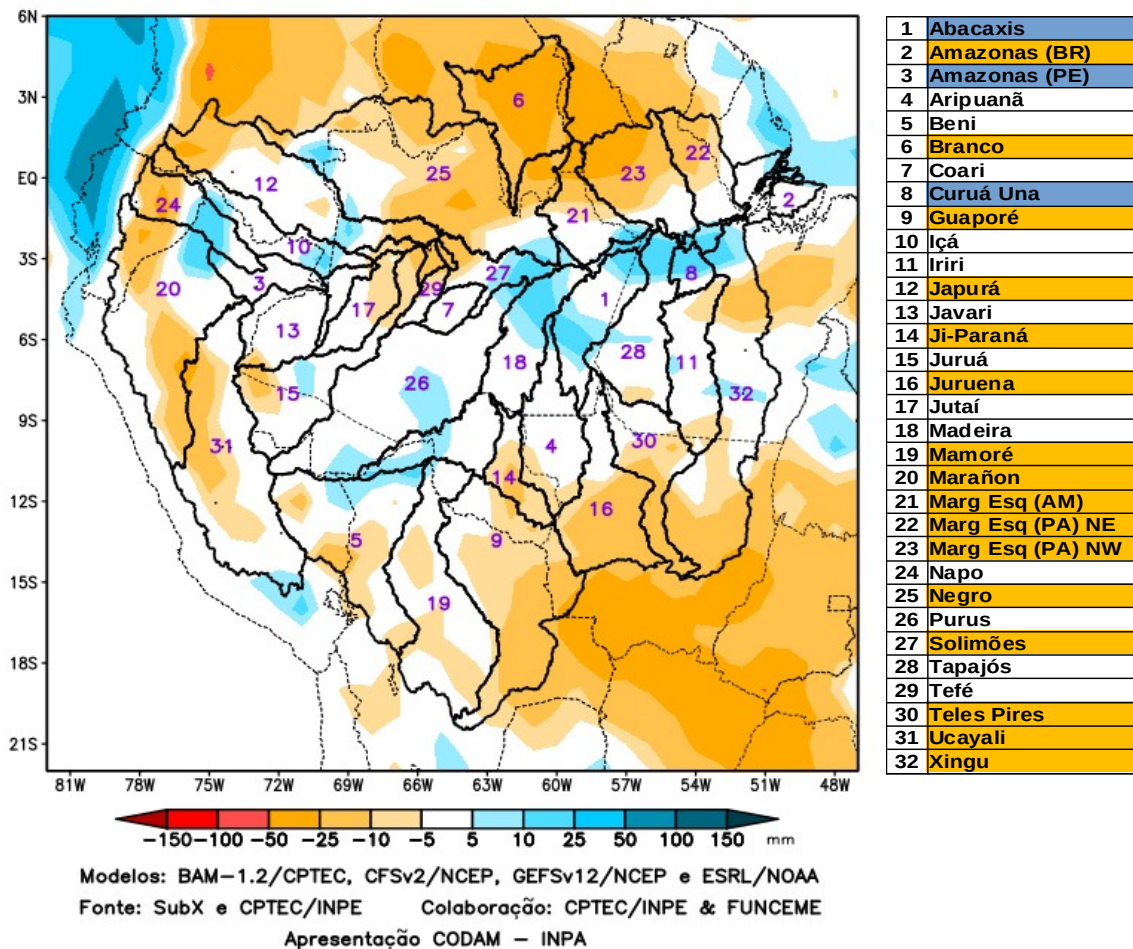 6N
3N
EQ
3S
6S
9S
12S
15S
18S
21S
81W 78W 75W 72W 69W 66W 63W 60W 57W 54W 51W 48W
6
22
12
25
23
2
24
21
10
27
8
20
3
29
1
17
7
13
28
18
11
26
15
32
31
4
30
14
16
5
9
19
-150 -100 -50 -25 -10 -5 5 10 25 50 100 150 mm
Modelos: BAM-1.2/CPTEC, CFSv2/NCEP, GEFSv12/NCEP e ESRL/NOAA
Fonte: SubX e CPTEC/INPE Colaboração: CPTEC/INPE & FUNCEME
Apresentação CODAM - INPA
1 Abacaxis
2 Amazonas (BR)
3 Amazonas (PE)
4 Aripuanã
5 Beni
6 Branco
7 Coari
8 Curuá Una
9 Guaporé
10 Içá
11 Iriri
12 Japurá
13 Javari
14 Ji-Paraná
15 Juruá
16 Juruena
17 Jutaí
18 Madeira
19 Mamoré
20 Marañon
21 Marg Esq (AM)
22 Marg Esq (PA) NE
23 Marg Esq (PA) NW
24 Napo
25 Negro
26 Purus
27 Solimões
28 Tapajós
29 Tefé
30 Teles Pires
31 Ucayali
32 Xingu